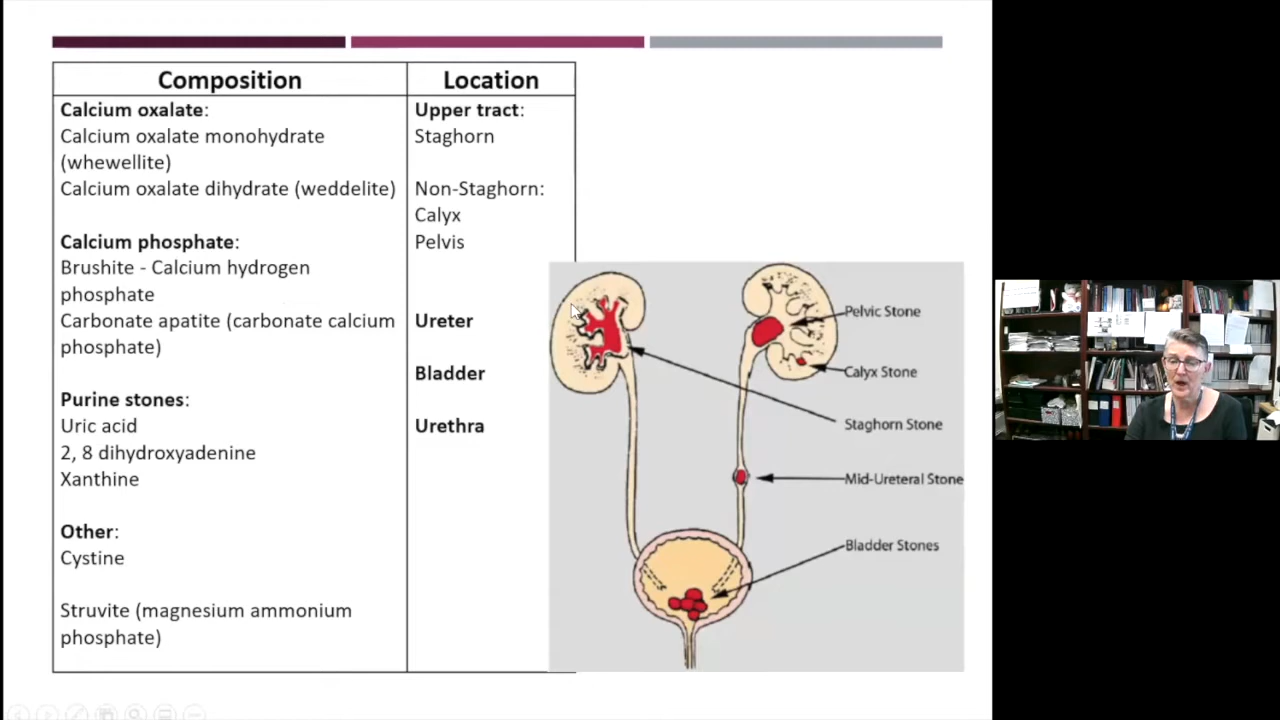 Composition
Calcium oxalate:
Calcium oxalate monohydrate
(whewellite)
Calcium oxalate dihydrate (weddelite)
Calcium phosphate:
Brushite - Calcium hydrogen
phosphate
Carbonate apatite (carbonate calcium
phosphate)
Purine stones:
Uric acid
2, 8 dihydroxyadenine
Xanthine
Other:
Cystine
Struvite (magnesium ammonium
phosphate)
Location
Upper tract:
Staghorn
Non-Staghorn:
Calyx
Pelvis
Ureter
Bladder
Urethra
Pelvic Stone
Calyx Stone
Staghorn Stone
Mid-Ureteral Stone
Bladder Stones